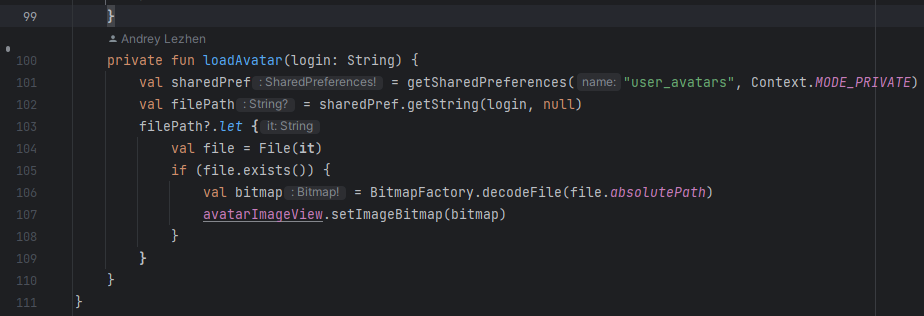 99 }
Andrey Lezhen
100 private fun loadAvatar(login: String) {
101 val sharedPref : SharedPreferences! = getSharedPreferences( name: "user_avatars", Context.MODE_PRIVATE)
102 val filePath : String? = sharedPref.getString(login, null)
103 filePath?.let { it: String
104 val file = File(it)
105 if (file.exists()) {
106 val bitmap : Bitmap! = BitmapFactory.decodeFile(file.absolutePath)
107 avatarImageView.setImageBitmap(bitmap)
108 }
109 }
110 }
111 }